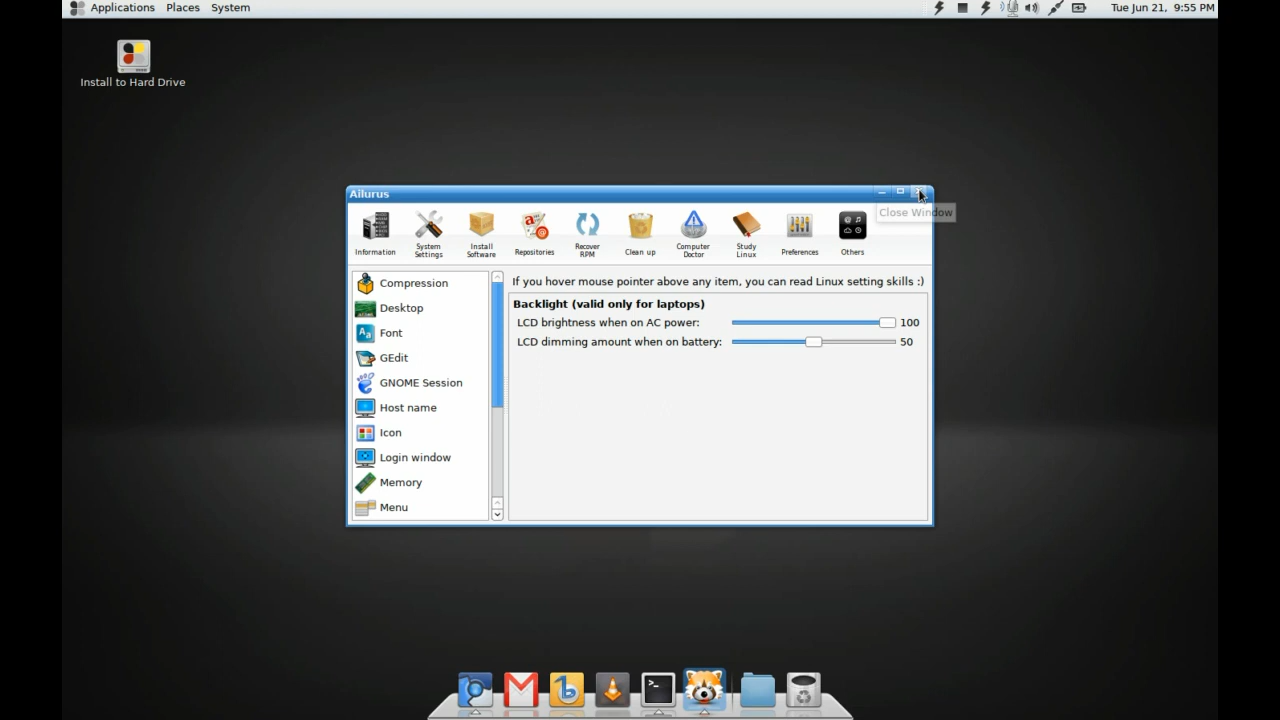 Applications Places System Tue Jun 21, 9:55 PM
Install to Hard Drive
Ailurus
Close Window
Information System Settings Install Software Repositories Recover RPM Clean up Computer Doctor Study Linux Preferences Others
If you hover mouse pointer above any item, you can read Linux setting skills :)
Compression
Desktop
Font
GEdit
GNOME Session
Host name
Icon
Login window
Memory
Menu
Backlight (valid only for laptops)
LCD brightness when on AC power: 100
LCD dimming amount when on battery: 50